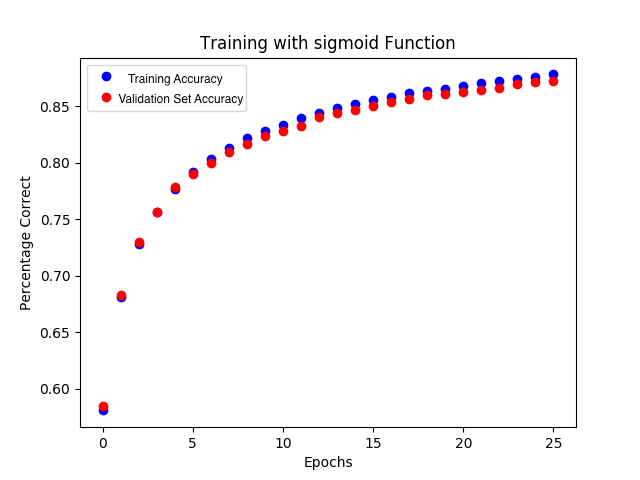 Training with sigmoid Function
Training Accuracy
Validation Set Accuracy
0.85
0.80
0.75
0.70
0.65
0.60
Percentage Correct
0 5 10 15 20 25
Epochs